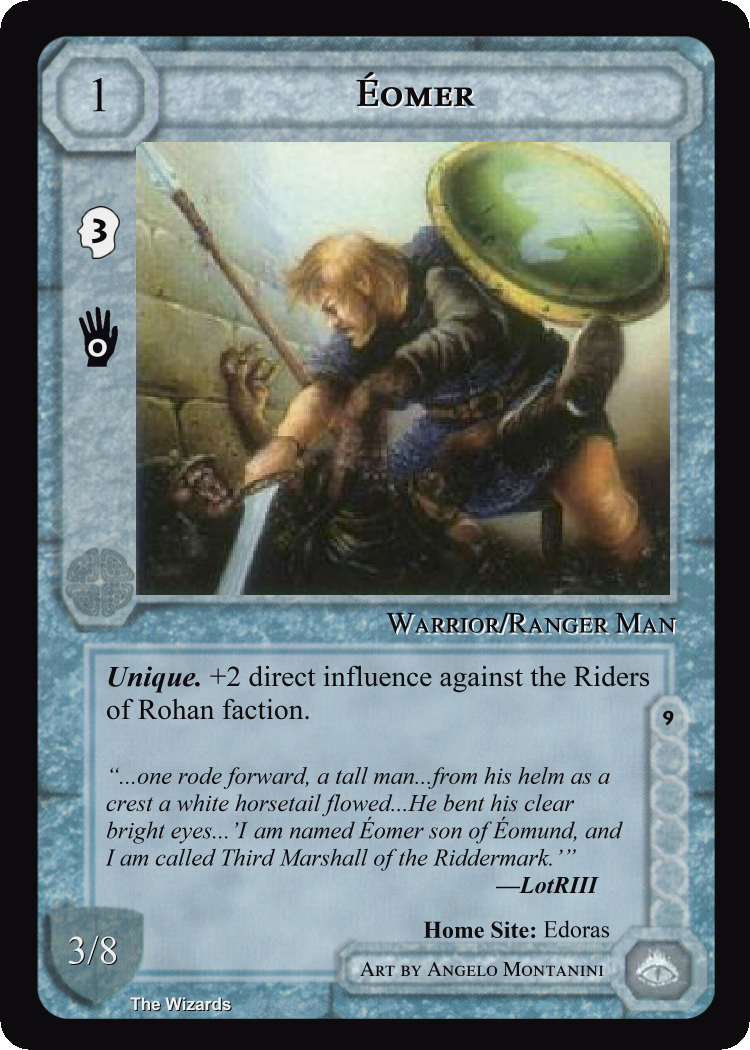 1
ÉOMER
3
0
WARRIOR/RANGER MAN
Unique. +2 direct influence against the Riders
of Rohan faction.
9
“...one rode forward, a tall man...from his helm as a
crest a white horsetail flowed...He bent his clear
bright eyes...’I am named Éomer son of Éomund, and
I am called Third Marshall of the Riddermark.’”
—LotRIII
Home Site: Edoras
3/8
ART BY ANGELO MONTANINI
The Wizards